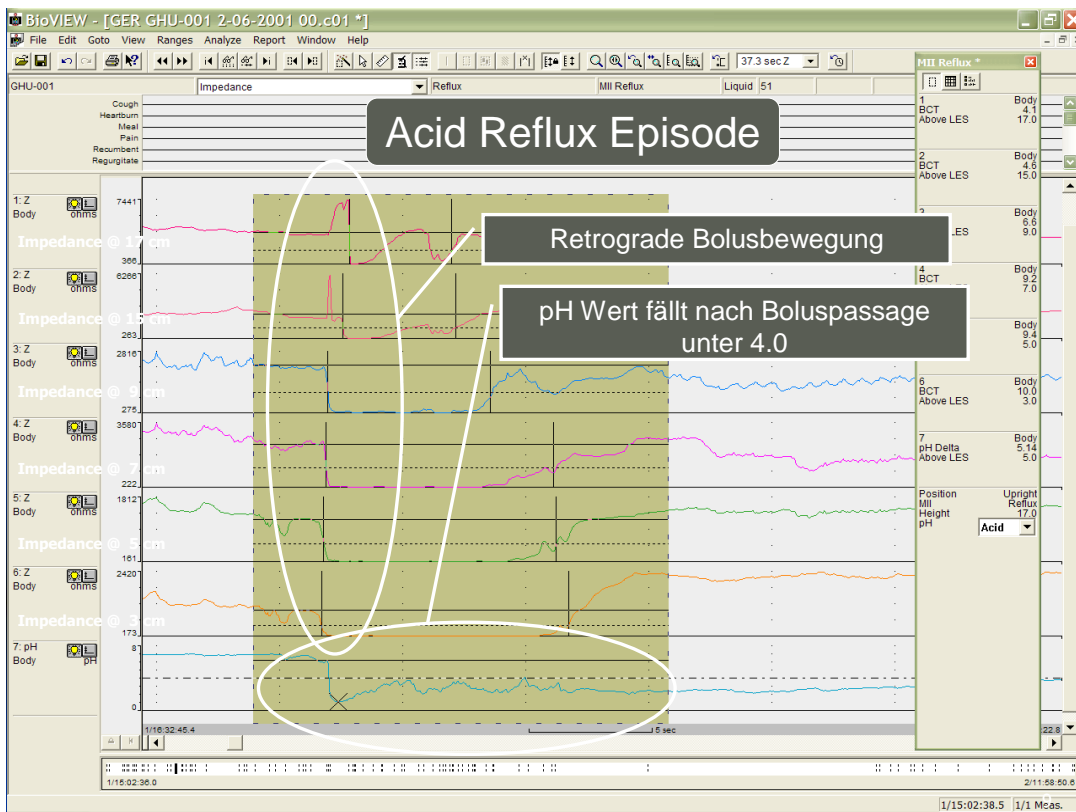 BioVIEW - [GER GHU-001 2-06-2001 00.c01 *]
File Edit Goto View Ranges Analyze Report Window Help
37.3 sec Z
GHU-001 Impedance Reflux MII Reflux Liquid 51
MII Reflux *
Cough
Heartburn
Meal
Pain
Recumbent
Regurgitate
Acid Reflux Episode
1 Body
BCT 4.1
Above LES 17.0
2 Body
BCT 4.6
Above LES 15.0
3 Body
6.6
LES 9.0
4 Body
BCT 9.2
7.0
Body
9.4
5.0
6 Body
BCT 10.0
Above LES 3.0
7 Body
pH Delta 5.14
Above LES 5.0
Position Upright
MII Reflux
Height 17.0
pH Acid
Retrograde Bolusbewegung
pH Wert fällt nach Boluspassage
unter 4.0
1: Z 7441
Body ohms
Impedance @ 17 cm
366
2: Z 6266
Body ohms
Impedance @ 15 cm
263
3: Z 2816
Body ohms
Impedance @ 9 cm
275
4: Z 3580
Body ohms
Impedance @ 7 cm
222
5: Z 1812
Body ohms
Impedance @ 5 cm
161
6: Z 2420
Body ohms
Impedance @ 3 cm
173
7: pH 8
Body pH
0
1/16:32:45.4 5 sec :22.8
1/15:02:36.0 2/11:58:50.6
1/15:02:38.5 1/1 Meas.